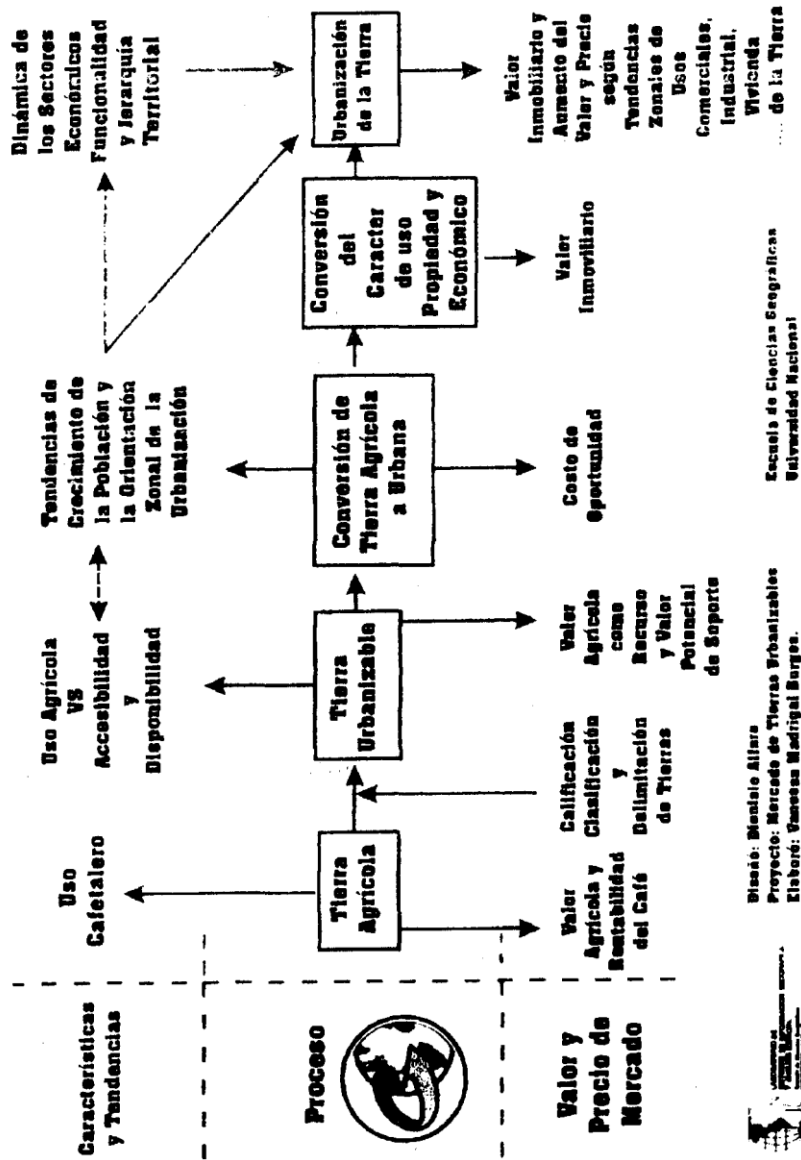 Características
y Tendencias
Uso
Cafetalero
Uso Agrícola
VS
Accesibilidad
y
Disponibilidad
Tendencias de
Crecimiento de
la Población y
la Orientación
Zonal de la
Urbanización
Dinámica de
los Sectores
Económicos
Funcionalidad
y Jerarquía
Territorial
Proceso
Tierra
Agrícola
Tierra
Urbanizable
Conversión de
Tierra Agrícola
a Urbana
Conversión
del
Caracter
de uso
Propiedad y
Económico
Urbanización
de la Tierra
Valor y
Precio de
Mercado
Valor
Agrícola y
Rentabilidad
del Café
Calificación
Clasificación
y
Delimitación
de Tierras
Valor
Agrícola
como
Recurso
y Valor
Potencial
de Soporte
Costo de
Oportunidad
Valor
Inmoviliario
Valor
Inmobiliario y
Aumento del
Valor y Precio
según
Tendencias
Zonales de
Usos
Comerciales,
Industrial,
Vivienda
de la Tierra
Diseñó: Dionisio Alfaro
Proyecto: Mercado de Tierras Urbanizables
Elaboró: Vanessa Madrigal Burgos.
Escuela de Ciencias Geográficas
Universidad Nacional